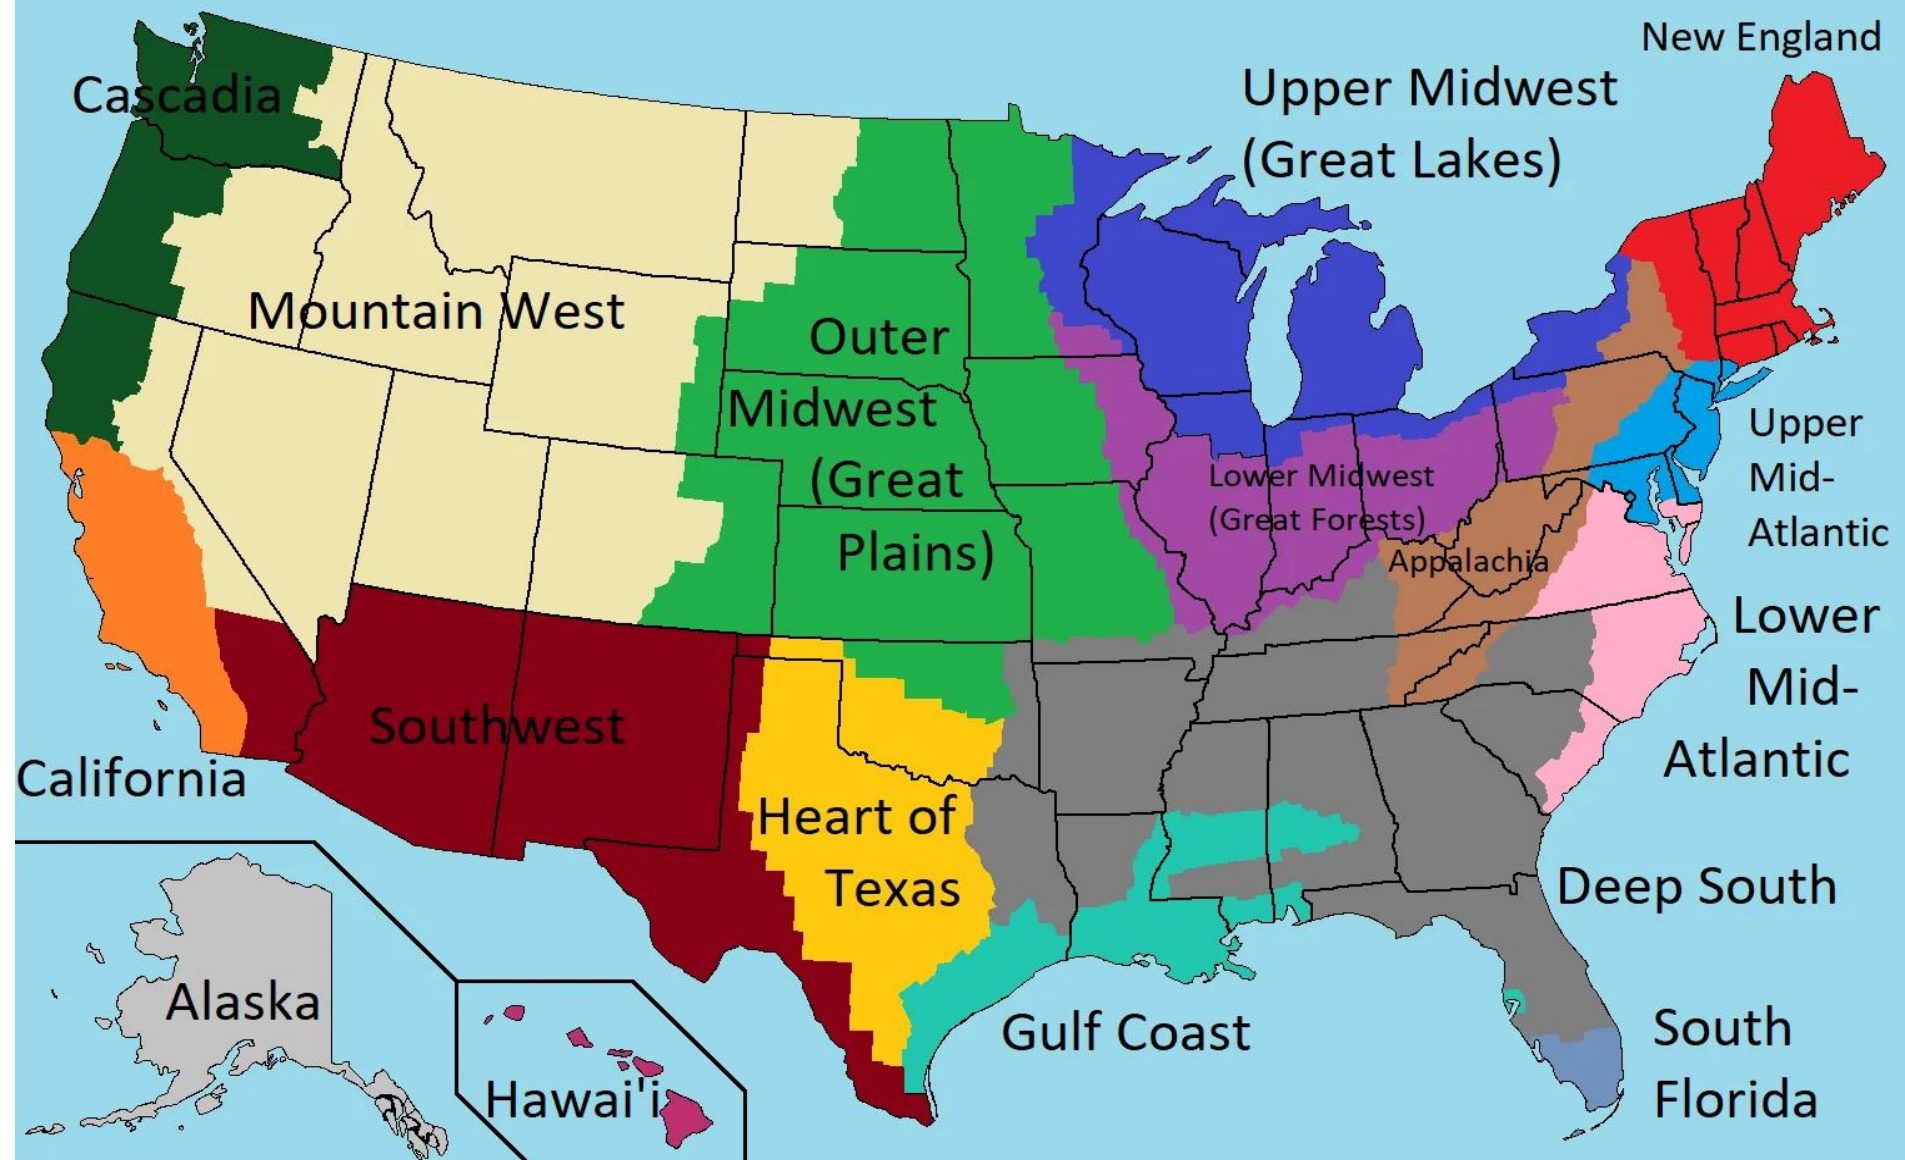 New England
Upper Midwest
(Great Lakes)
Cascadia
Mountain West
Outer
Midwest
(Great
Plains)
Lower Midwest
(Great Forests)
Appalachia
Upper
Mid-
Atlantic
Lower
Mid-
Atlantic
Southwest
California
Heart of
Texas
Deep South
Gulf Coast
South
Florida
Alaska
Hawai'i